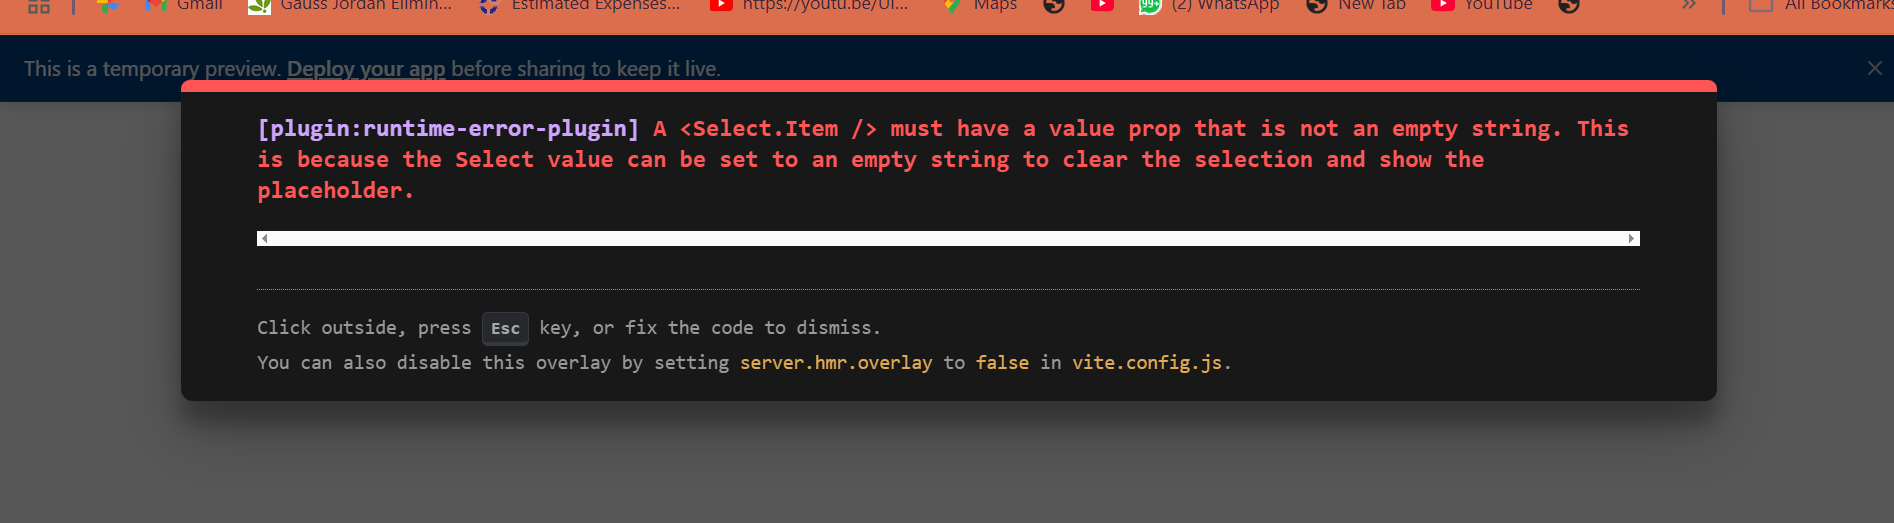 Gmail Gauss Jordan Elimin... Estimated Expenses... https://youtu.be/UI... Maps 99+ (2) WhatsApp New Tab YouTube » All Bookmarks
This is a temporary preview. Deploy your app before sharing to keep it live.
[plugin:runtime-error-plugin] A <Select.Item /> must have a value prop that is not an empty string. This
is because the Select value can be set to an empty string to clear the selection and show the
placeholder.
Click outside, press Esc key, or fix the code to dismiss.
You can also disable this overlay by setting server.hmr.overlay to false in vite.config.js.